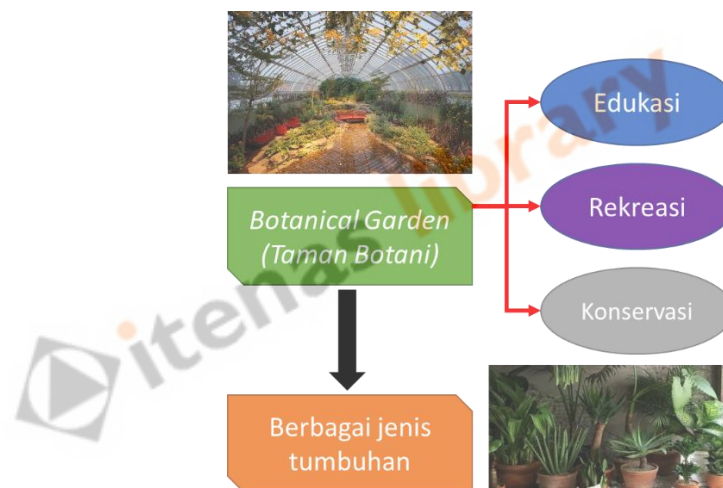 Edukasi
Botanical Garden
(Taman Botani)
Rekreasi
Konservasi
Berbagai jenis
tumbuhan
itenas library